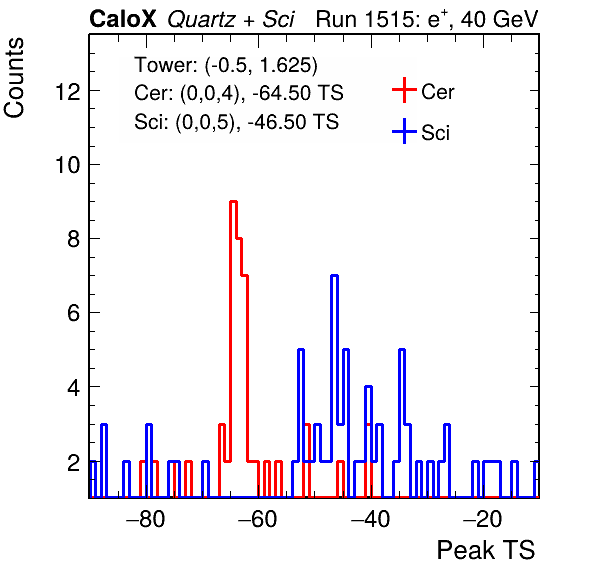 CaloX Quartz + Sci Run 1515: e+, 40 GeV
Counts
Tower: (-0.5, 1.625)
Cer: (0,0,4), -64.50 TS
Sci: (0,0,5), -46.50 TS
Cer
Sci
12
10
8
6
4
2
−80 −60 −40 −20
Peak TS